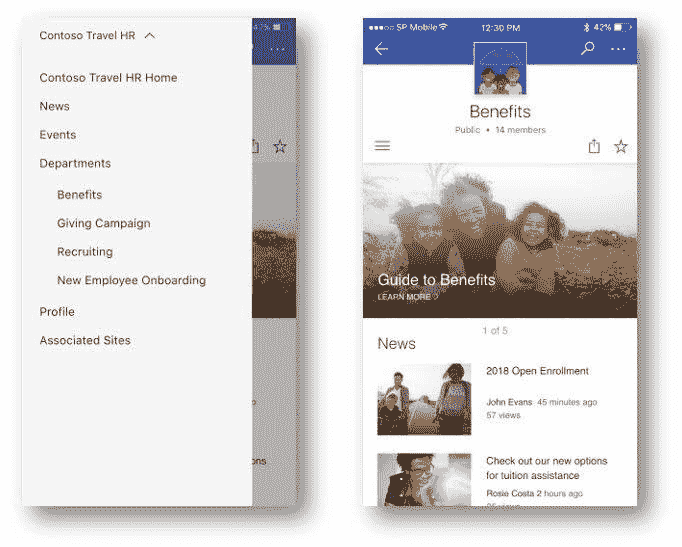 Contoso Travel HR
42%
Contoso Travel HR Home
News
Events
Departments
Benefits
Giving Campaign
Recruiting
New Employee Onboarding
Profile
Associated Sites
SP Mobile
12:30 PM
42%
Benefits
Public • 14 members
Guide to Benefits
LEARN MORE
1 of 5
News
2018 Open Enrollment
John Evans 45 minutes ago
57 views
Check out our new options
for tuition assistance
Rosie Costa 2 hours ago
views